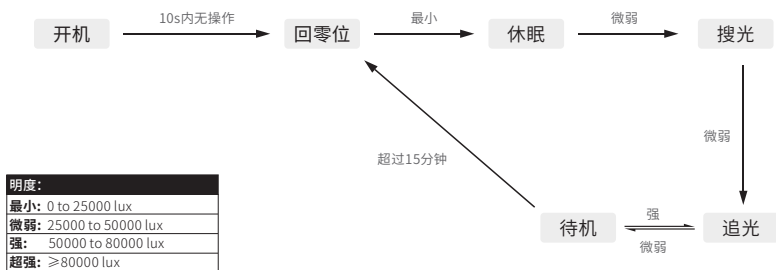 10s内无操作
最小
微弱
开机
回零位
休眠
搜光
微弱
超过15分钟
明度：
最小: 0 to 25000 lux
微弱: 25000 to 50000 lux
强: 50000 to 80000 lux
超强: ≥80000 lux
待机
强
微弱
追光